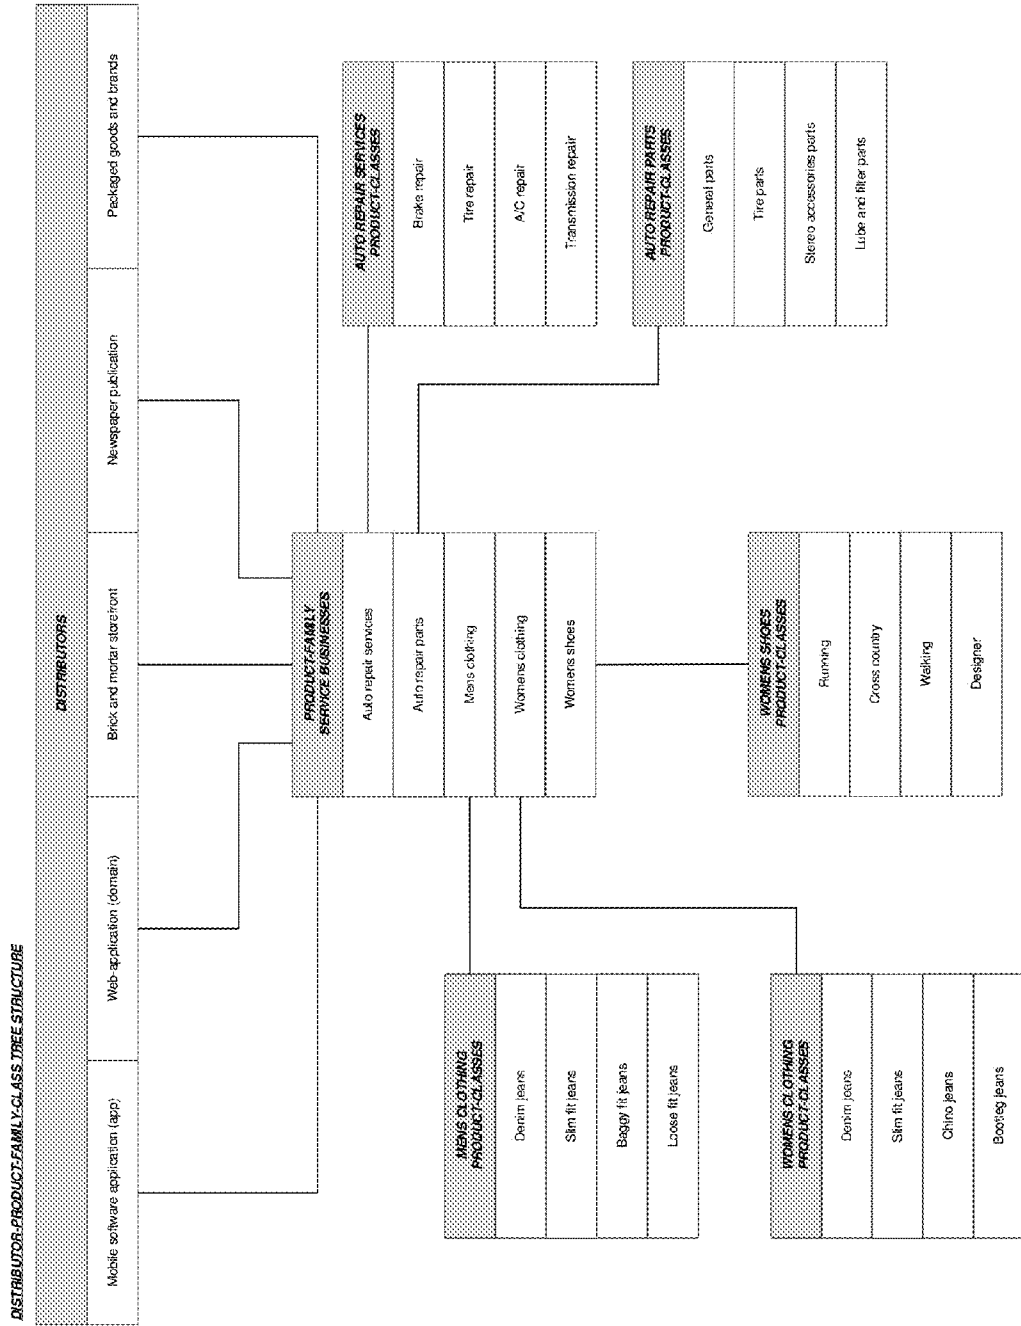 DISTRIBUTOR-PRODUCT-FAMILY-CLASS TREE STRUCTURE
DISTRIBUTORS
Mobile software application (app)
Web-application (domain)
Brick and mortar storefront
Newspaper publication
Packaged goods and brands
PRODUCT-FAMILY
SERVICE BUSINESSES
Auto repair services
Auto repair parts
Mens clothing
Womens clothing
Womens shoes
AUTO REPAIR SERVICES
PRODUCT-CLASSES
Brake repair
Tire repair
A/C repair
Transmission repair
MENS CLOTHING
PRODUCT-CLASSES
Denim jeans
Slim fit jeans
Baggy fit jeans
Loose fit jeans
AUTO REPAIR PARTS
PRODUCT-CLASSES
General parts
Tire parts
Stereo accessories parts
Lube and filter parts
WOMENS CLOTHING
PRODUCT-CLASSES
Denim jeans
Slim fit jeans
Chino jeans
Bootleg jeans
WOMENS SHOES
PRODUCT-CLASSES
Running
Cross country
Walking
Designer